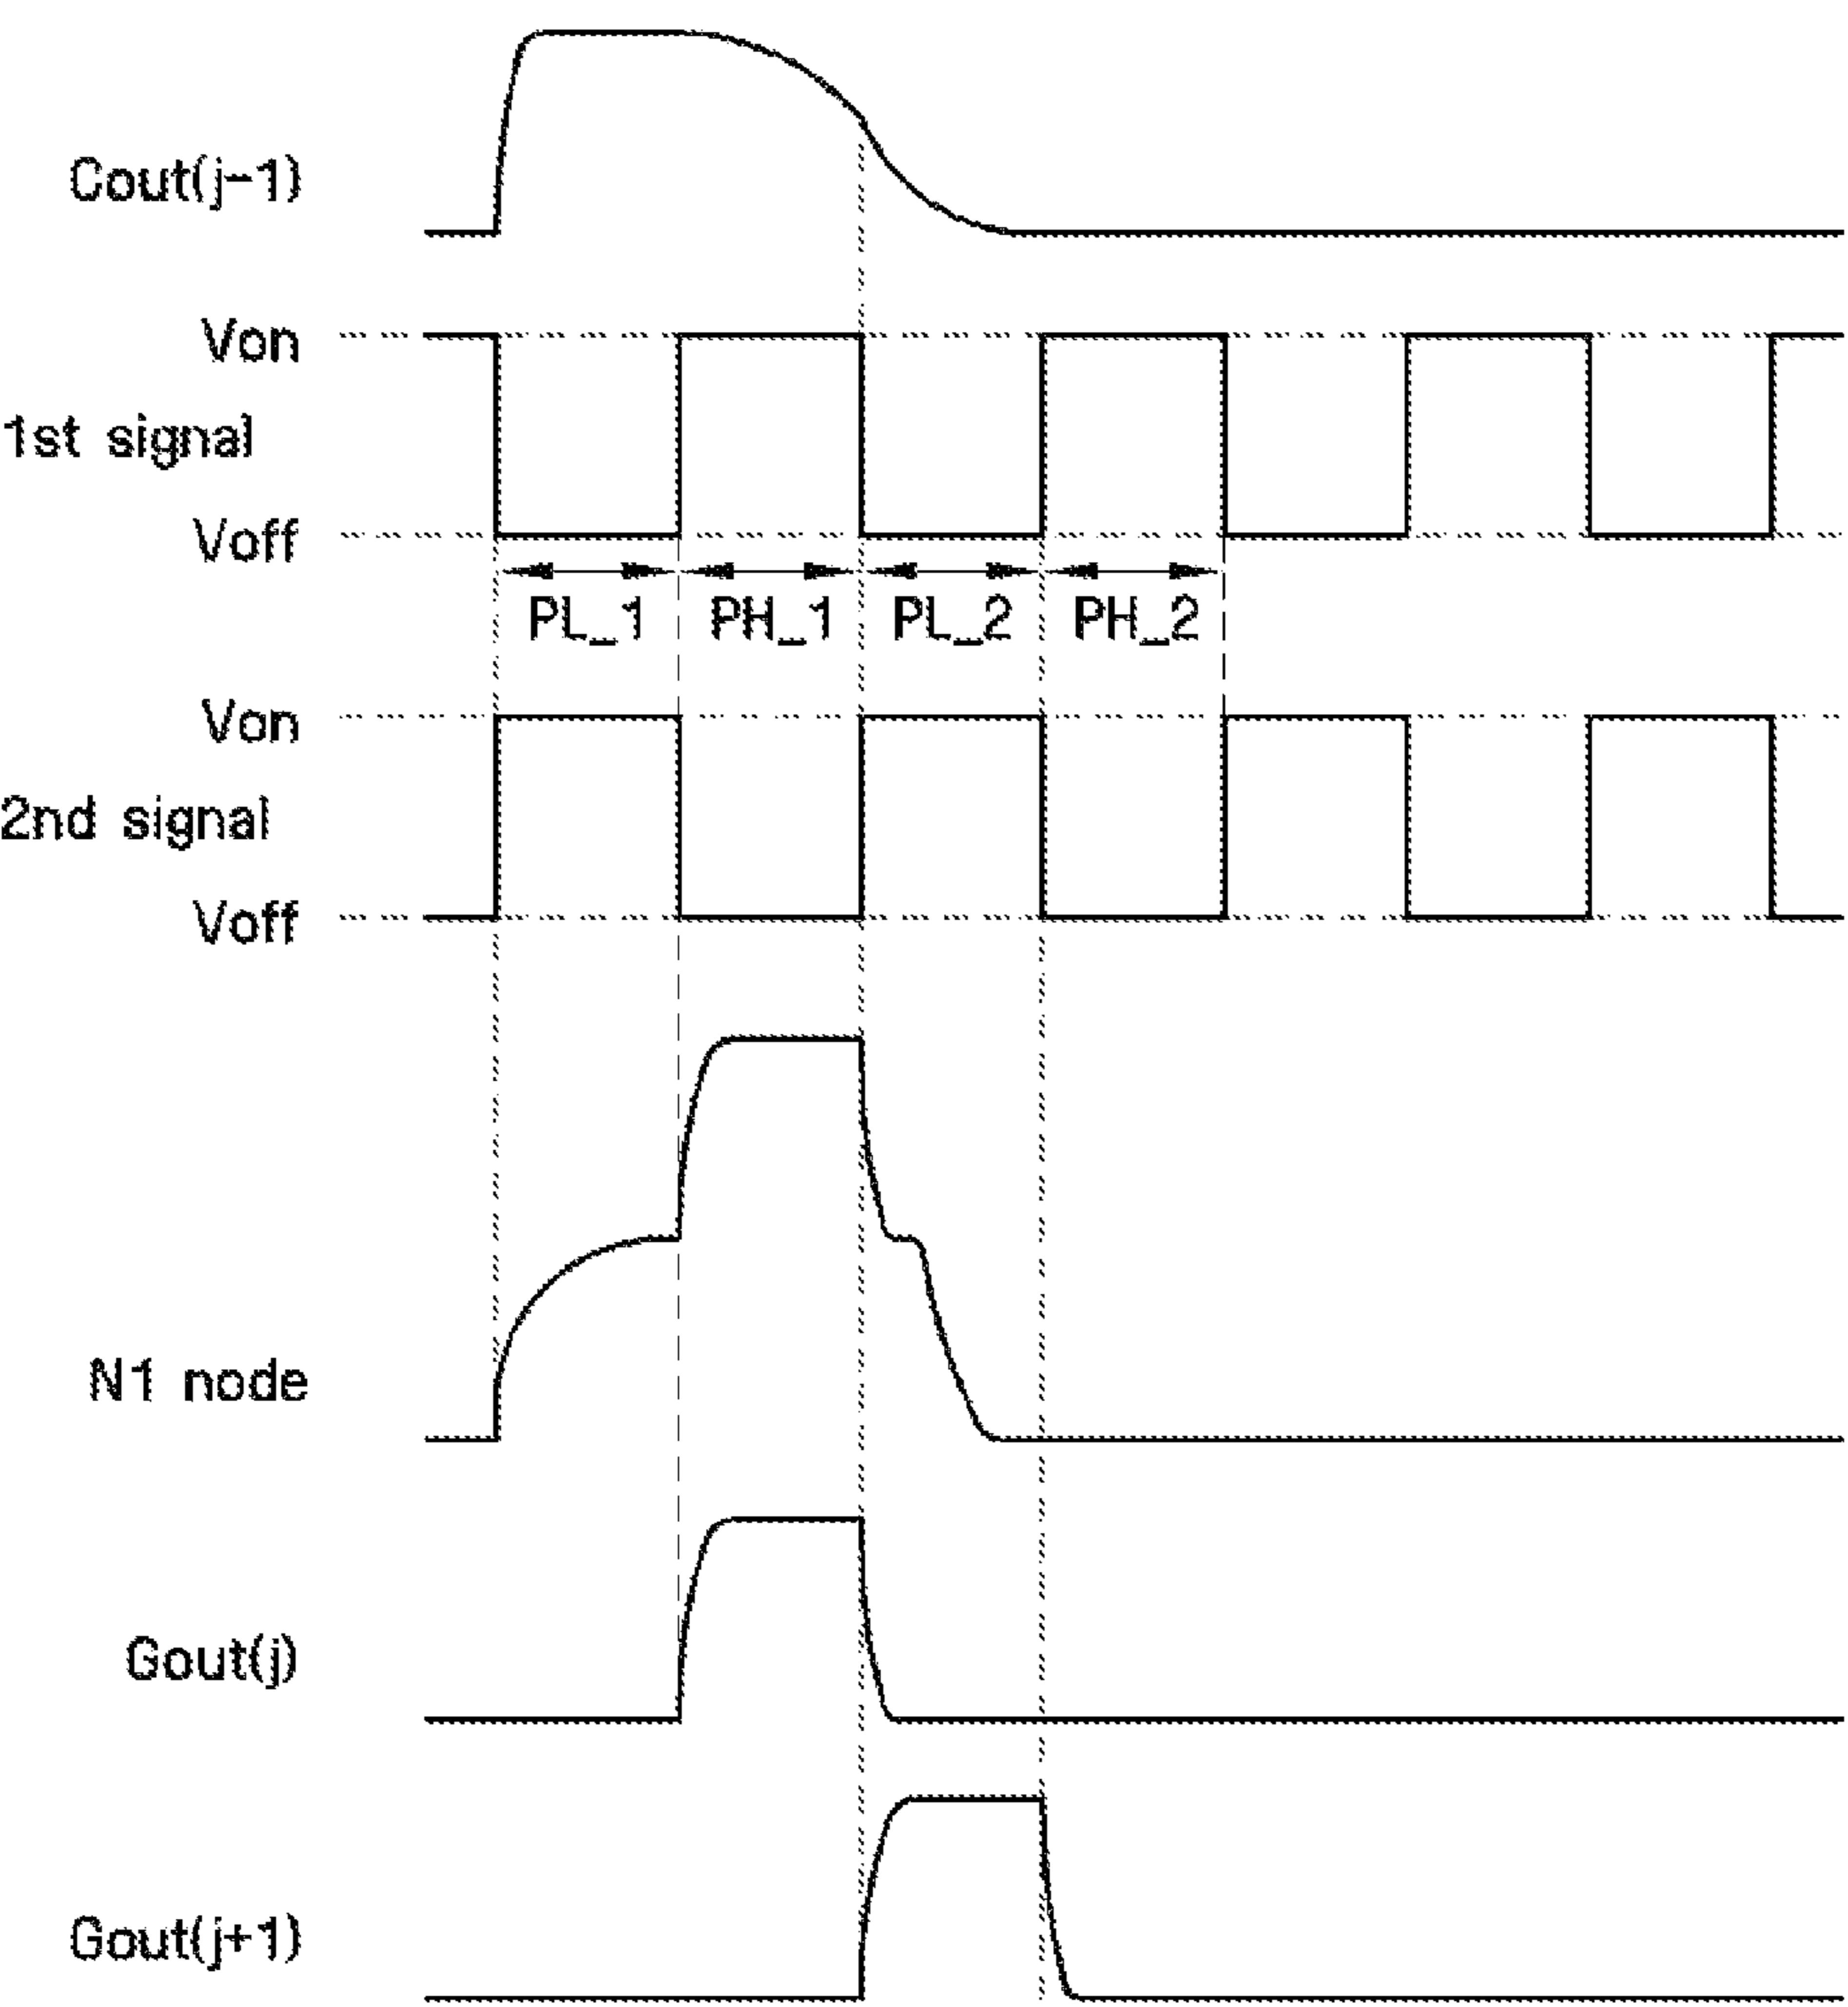 Cout(j-1)
Von
1st signal
Voff
PL_1 PH_1 PL_2 PH_2
Von
2nd signal
Voff
N1 node
Gout(j)
Gout(j+1)